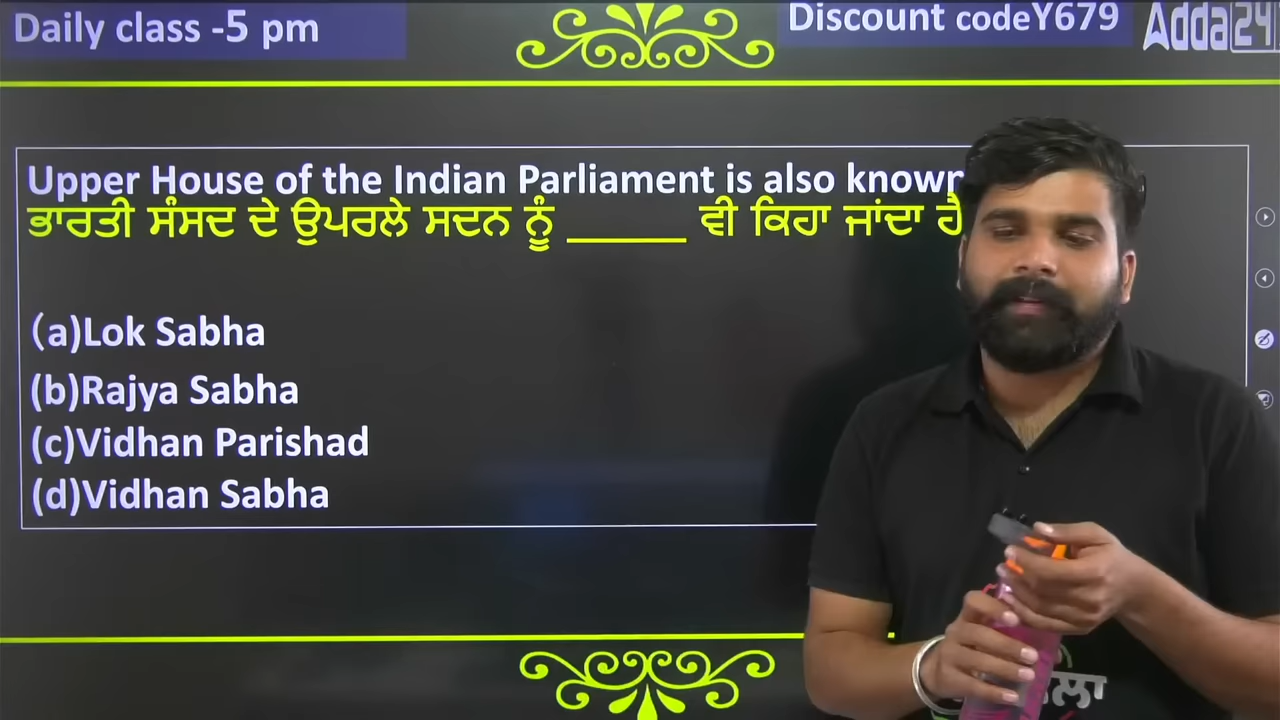 Daily class -5 pm
Discount codeY679
Adda24
Upper House of the Indian Parliament is also known
ਭਾਰਤੀ ਸੰਸਦ ਦੇ ਉਪਰਲੇ ਸਦਨ ਨੂੰ ______ ਵੀ ਕਿਹਾ ਜਾਂਦਾ ਹੈ
(a)Lok Sabha
(b)Rajya Sabha
(c)Vidhan Parishad
(d)Vidhan Sabha